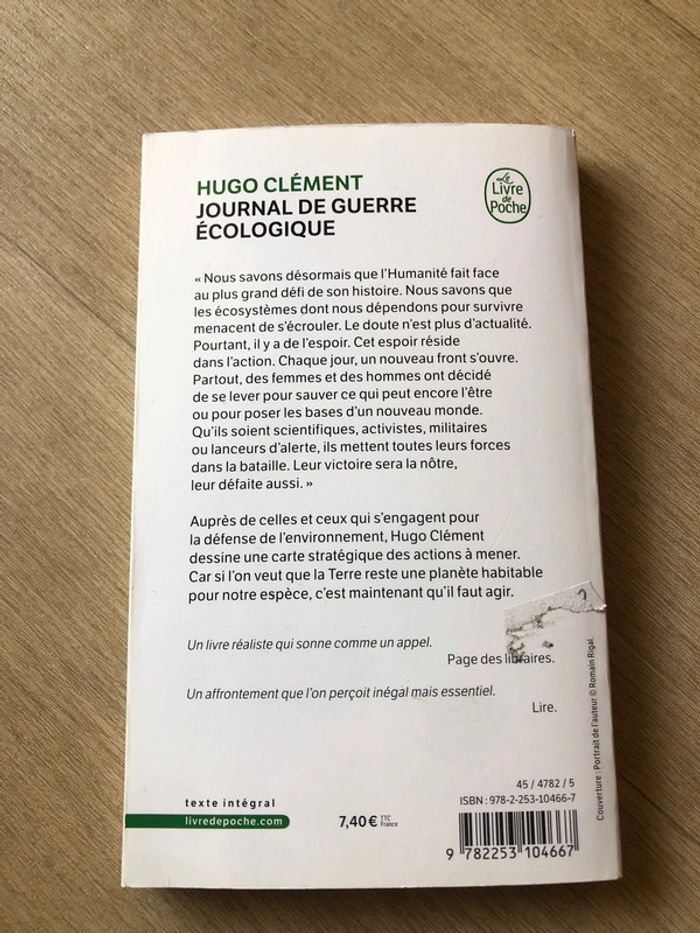 HUGO CLÉMENT
JOURNAL DE GUERRE
ÉCOLOGIQUE
Le
Livre
de
Poche
« Nous savons désormais que l'Humanité fait face
au plus grand défi de son histoire. Nous savons que
les écosystèmes dont nous dépendons pour survivre
menacent de s'écrouler. Le doute n'est plus d'actualité.
Pourtant, il y a de l'espoir. Cet espoir réside
dans l'action. Chaque jour, un nouveau front s'ouvre.
Partout, des femmes et des hommes ont décidé
de se lever pour sauver ce qui peut encore l'être
ou pour poser les bases d'un nouveau monde.
Qu'ils soient scientifiques, activistes, militaires
ou lanceurs d'alerte, ils mettent toutes leurs forces
dans la bataille. Leur victoire sera la nôtre,
leur défaite aussi. »
Auprès de celles et ceux qui s'engagent pour
la défense de l'environnement, Hugo Clément
dessine une carte stratégique des actions à mener.
Car si l'on veut que la Terre reste une planète habitable
pour notre espèce, c'est maintenant qu'il faut agir.
Un livre réaliste qui sonne comme un appel.
Page des libraires.
Un affrontement que l'on perçoit inégal mais essentiel.
Lire.
Couverture : Portrait de l'auteur © Romain Rigal.
45 / 4782 / 5
ISBN : 978-2-253-10466-7
texte intégral
livredepoche.com
7,40 € TTC
France
9 782253 104667